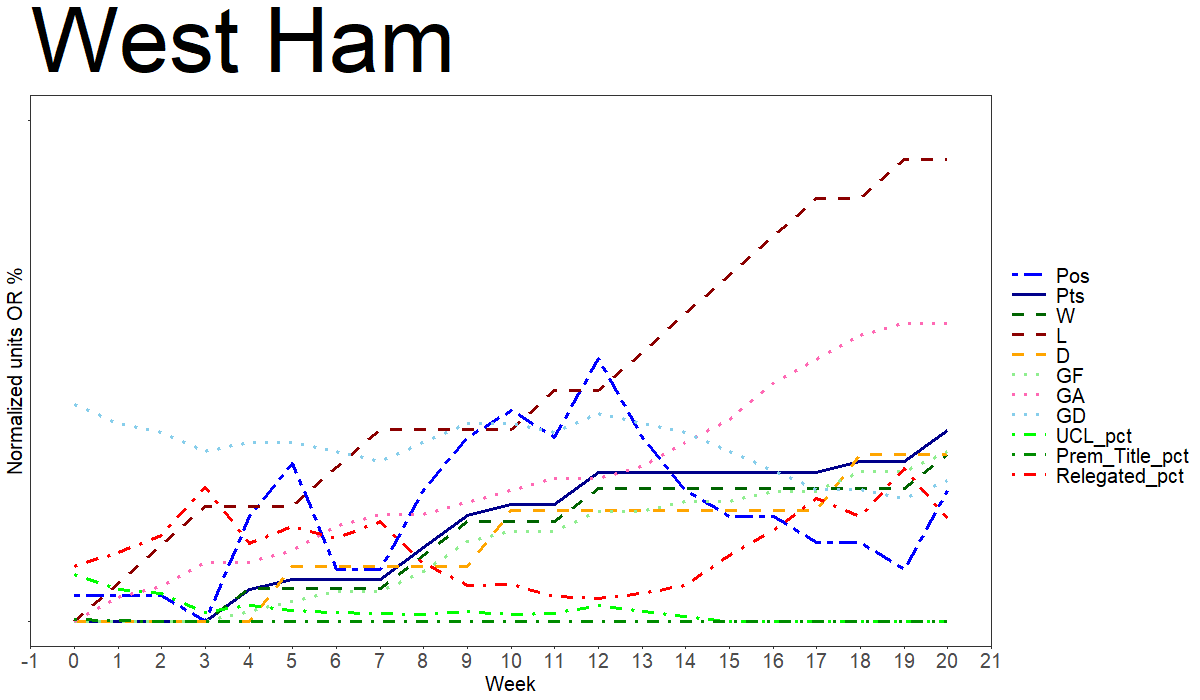 West Ham
Normalized units OR %
-1 0 1 2 3 4 5 6 7 8 9 10 11 12 13 14 15 16 17 18 19 20 21
Week
Pos
Pts
W
L
D
GF
GA
GD
UCL_pct
Prem_Title_pct
Relegated_pct